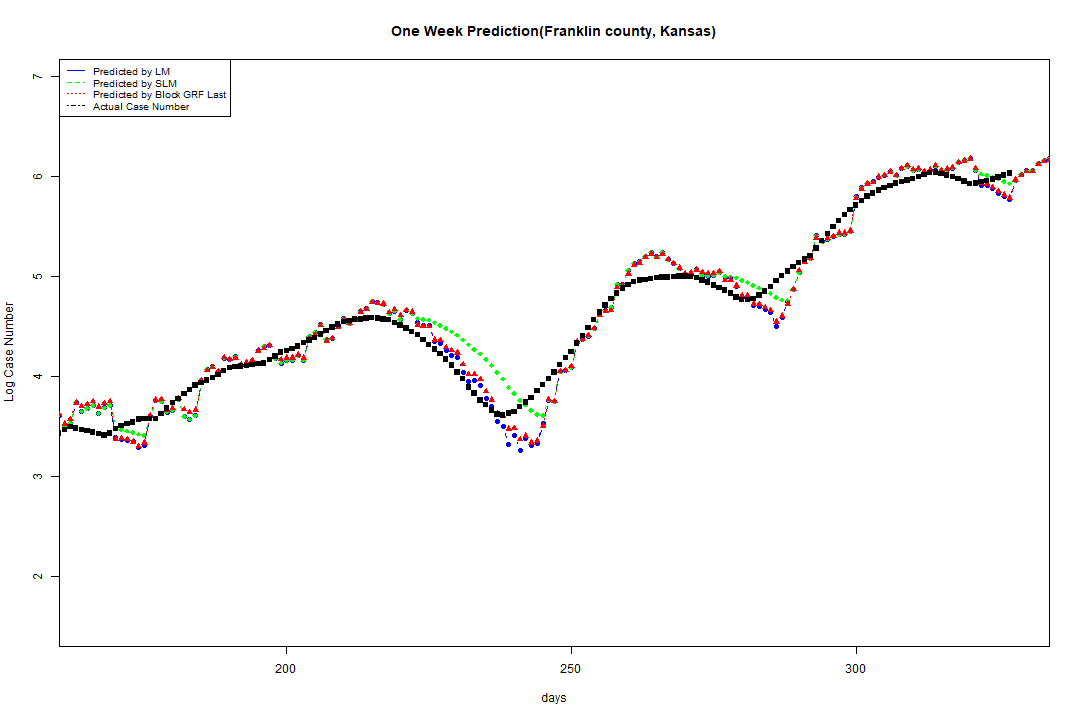 One Week Prediction(Franklin county, Kansas)
Predicted by LM
Predicted by SLM
Predicted by Block GRF Last
Actual Case Number
7
6
5
4
3
2
Log Case Number
200 250 300
days